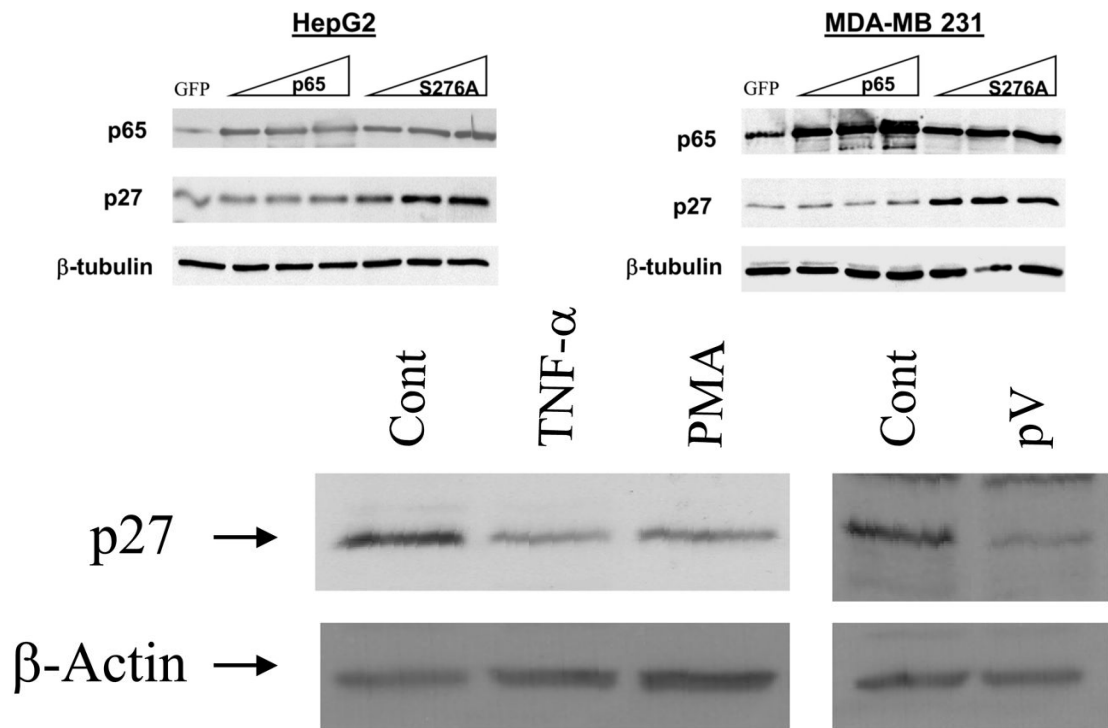 HepG2 MDA-MB 231
GFP p65 S276A GFP p65 S276A
p65 p65
p27 p27
β-tubulin β-tubulin
Cont TNF-α PMA Cont pV
p27
β-Actin